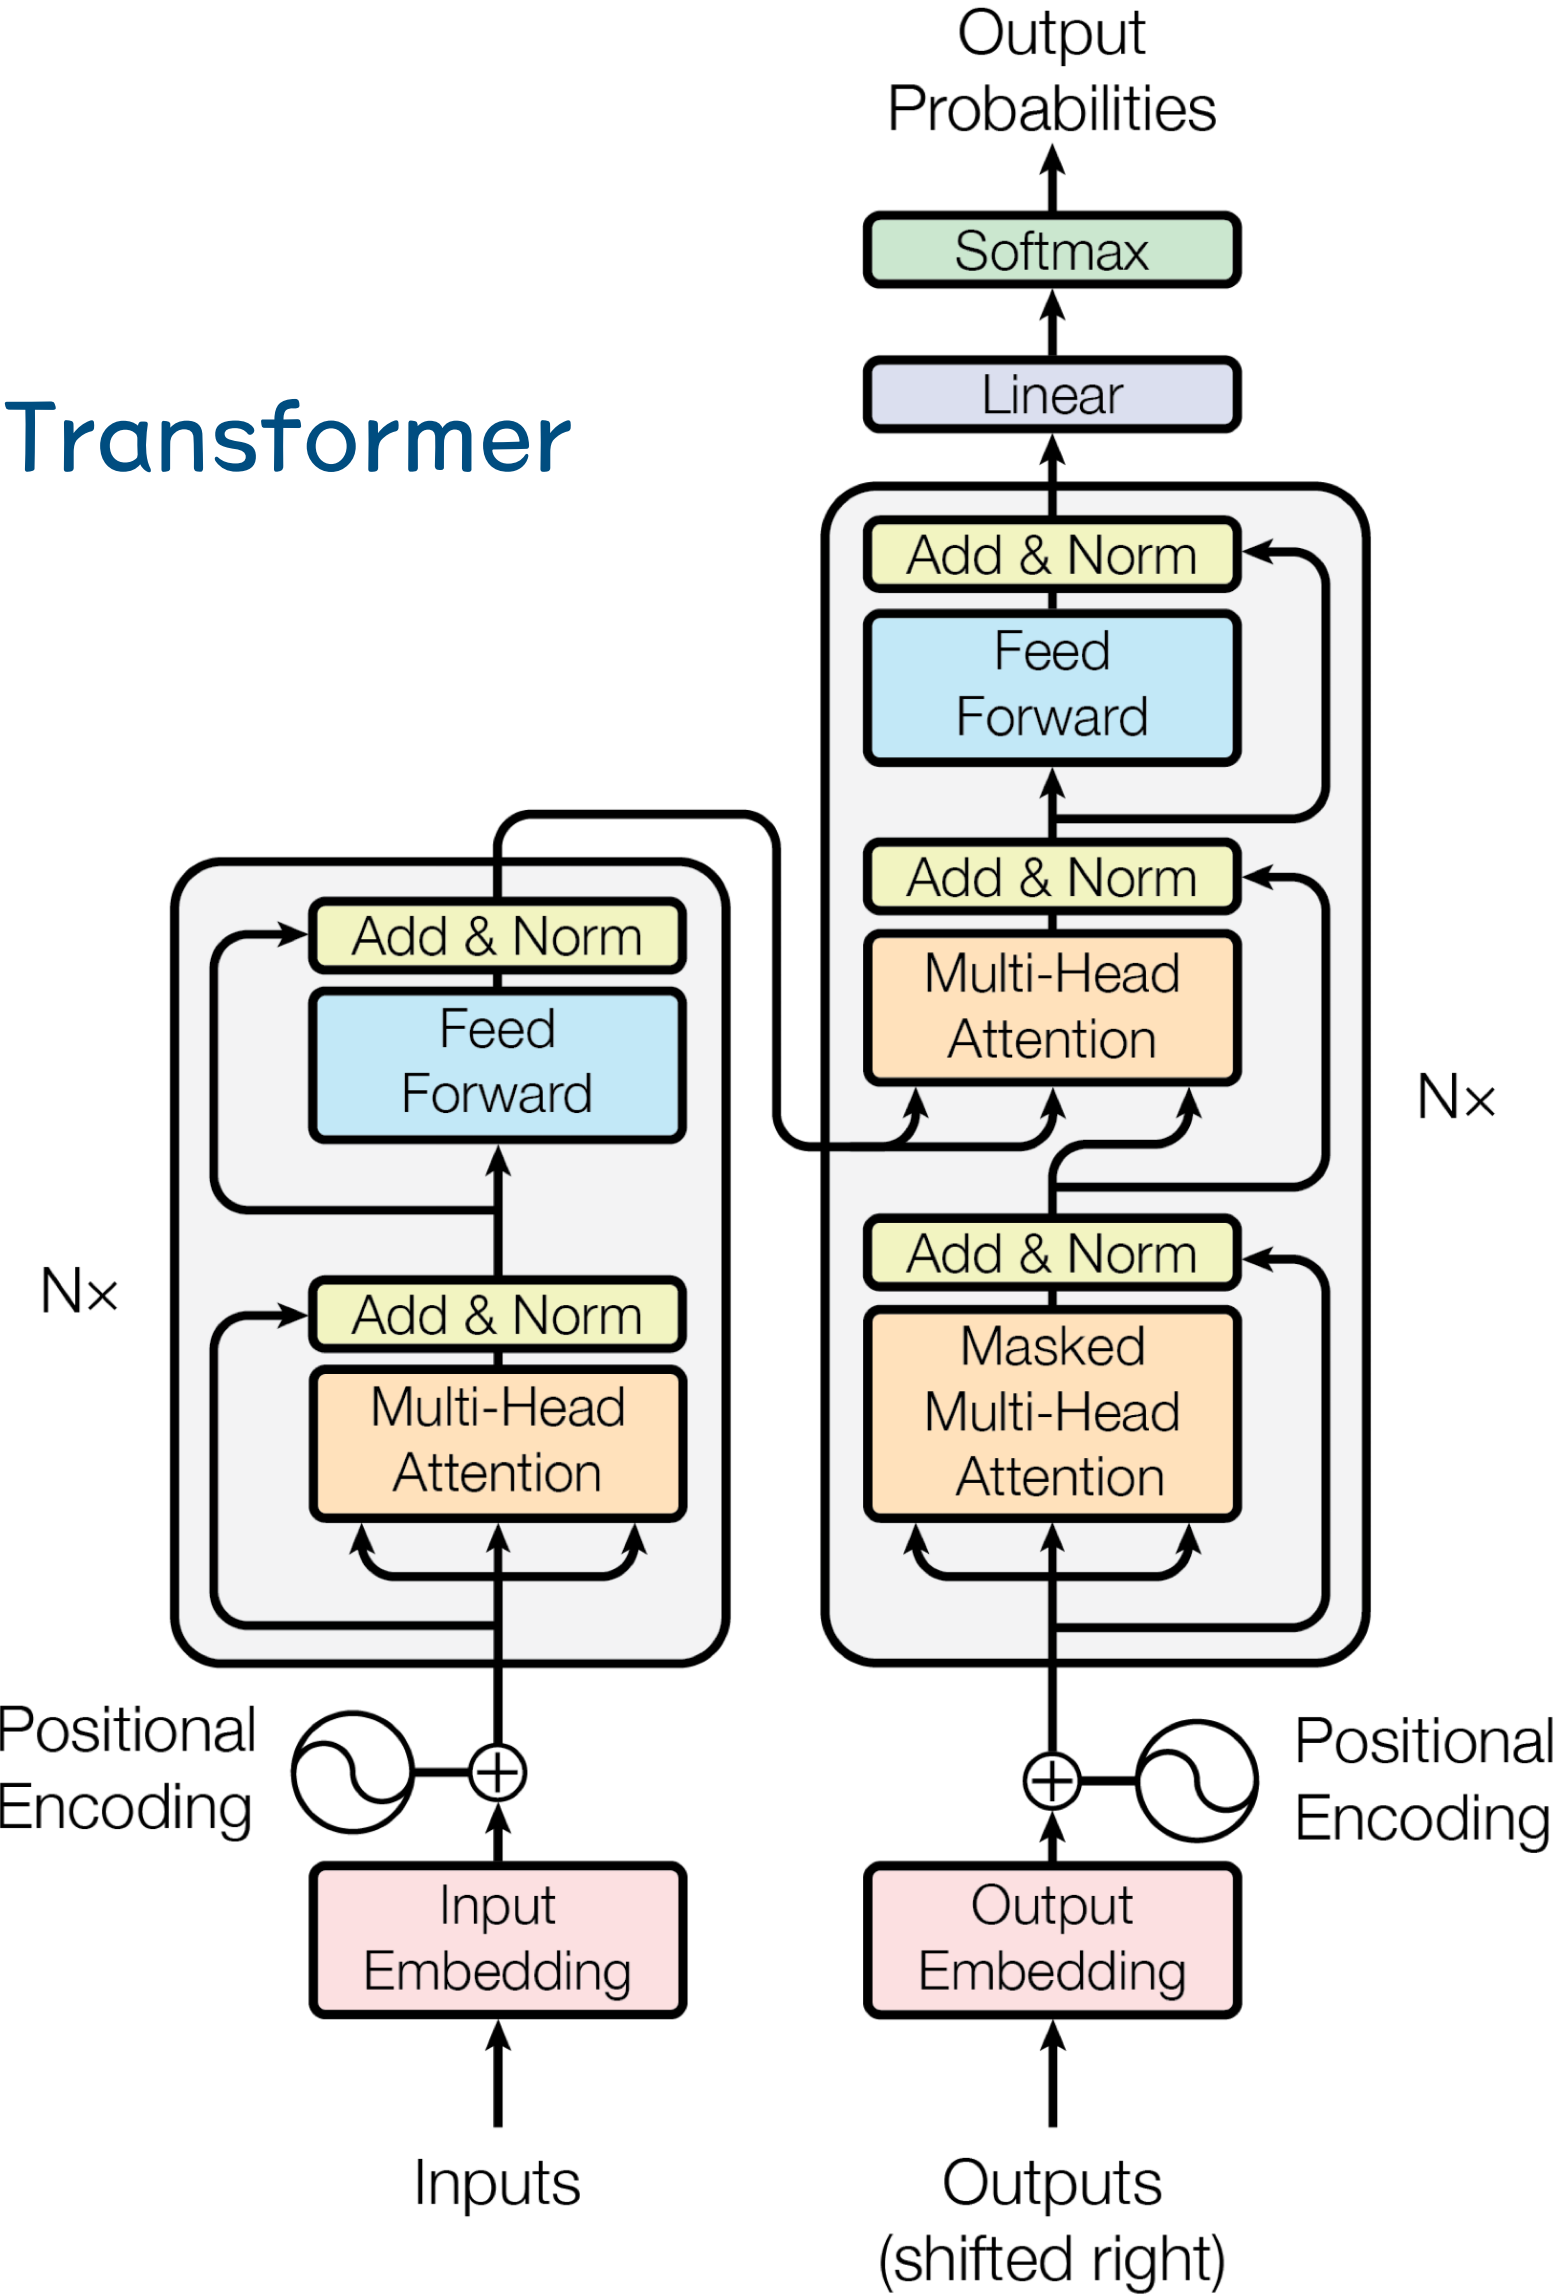 Output
Probabilities
Softmax
Linear
Transformer
Add & Norm
Feed
Forward
Add & Norm
Multi-Head
Attention
Add & Norm
Masked
Multi-Head
Attention
N×
Add & Norm
Feed
Forward
Add & Norm
Multi-Head
Attention
N×
Positional
Encoding
Positional
Encoding
Input
Embedding
Output
Embedding
Inputs
Outputs
(shifted right)